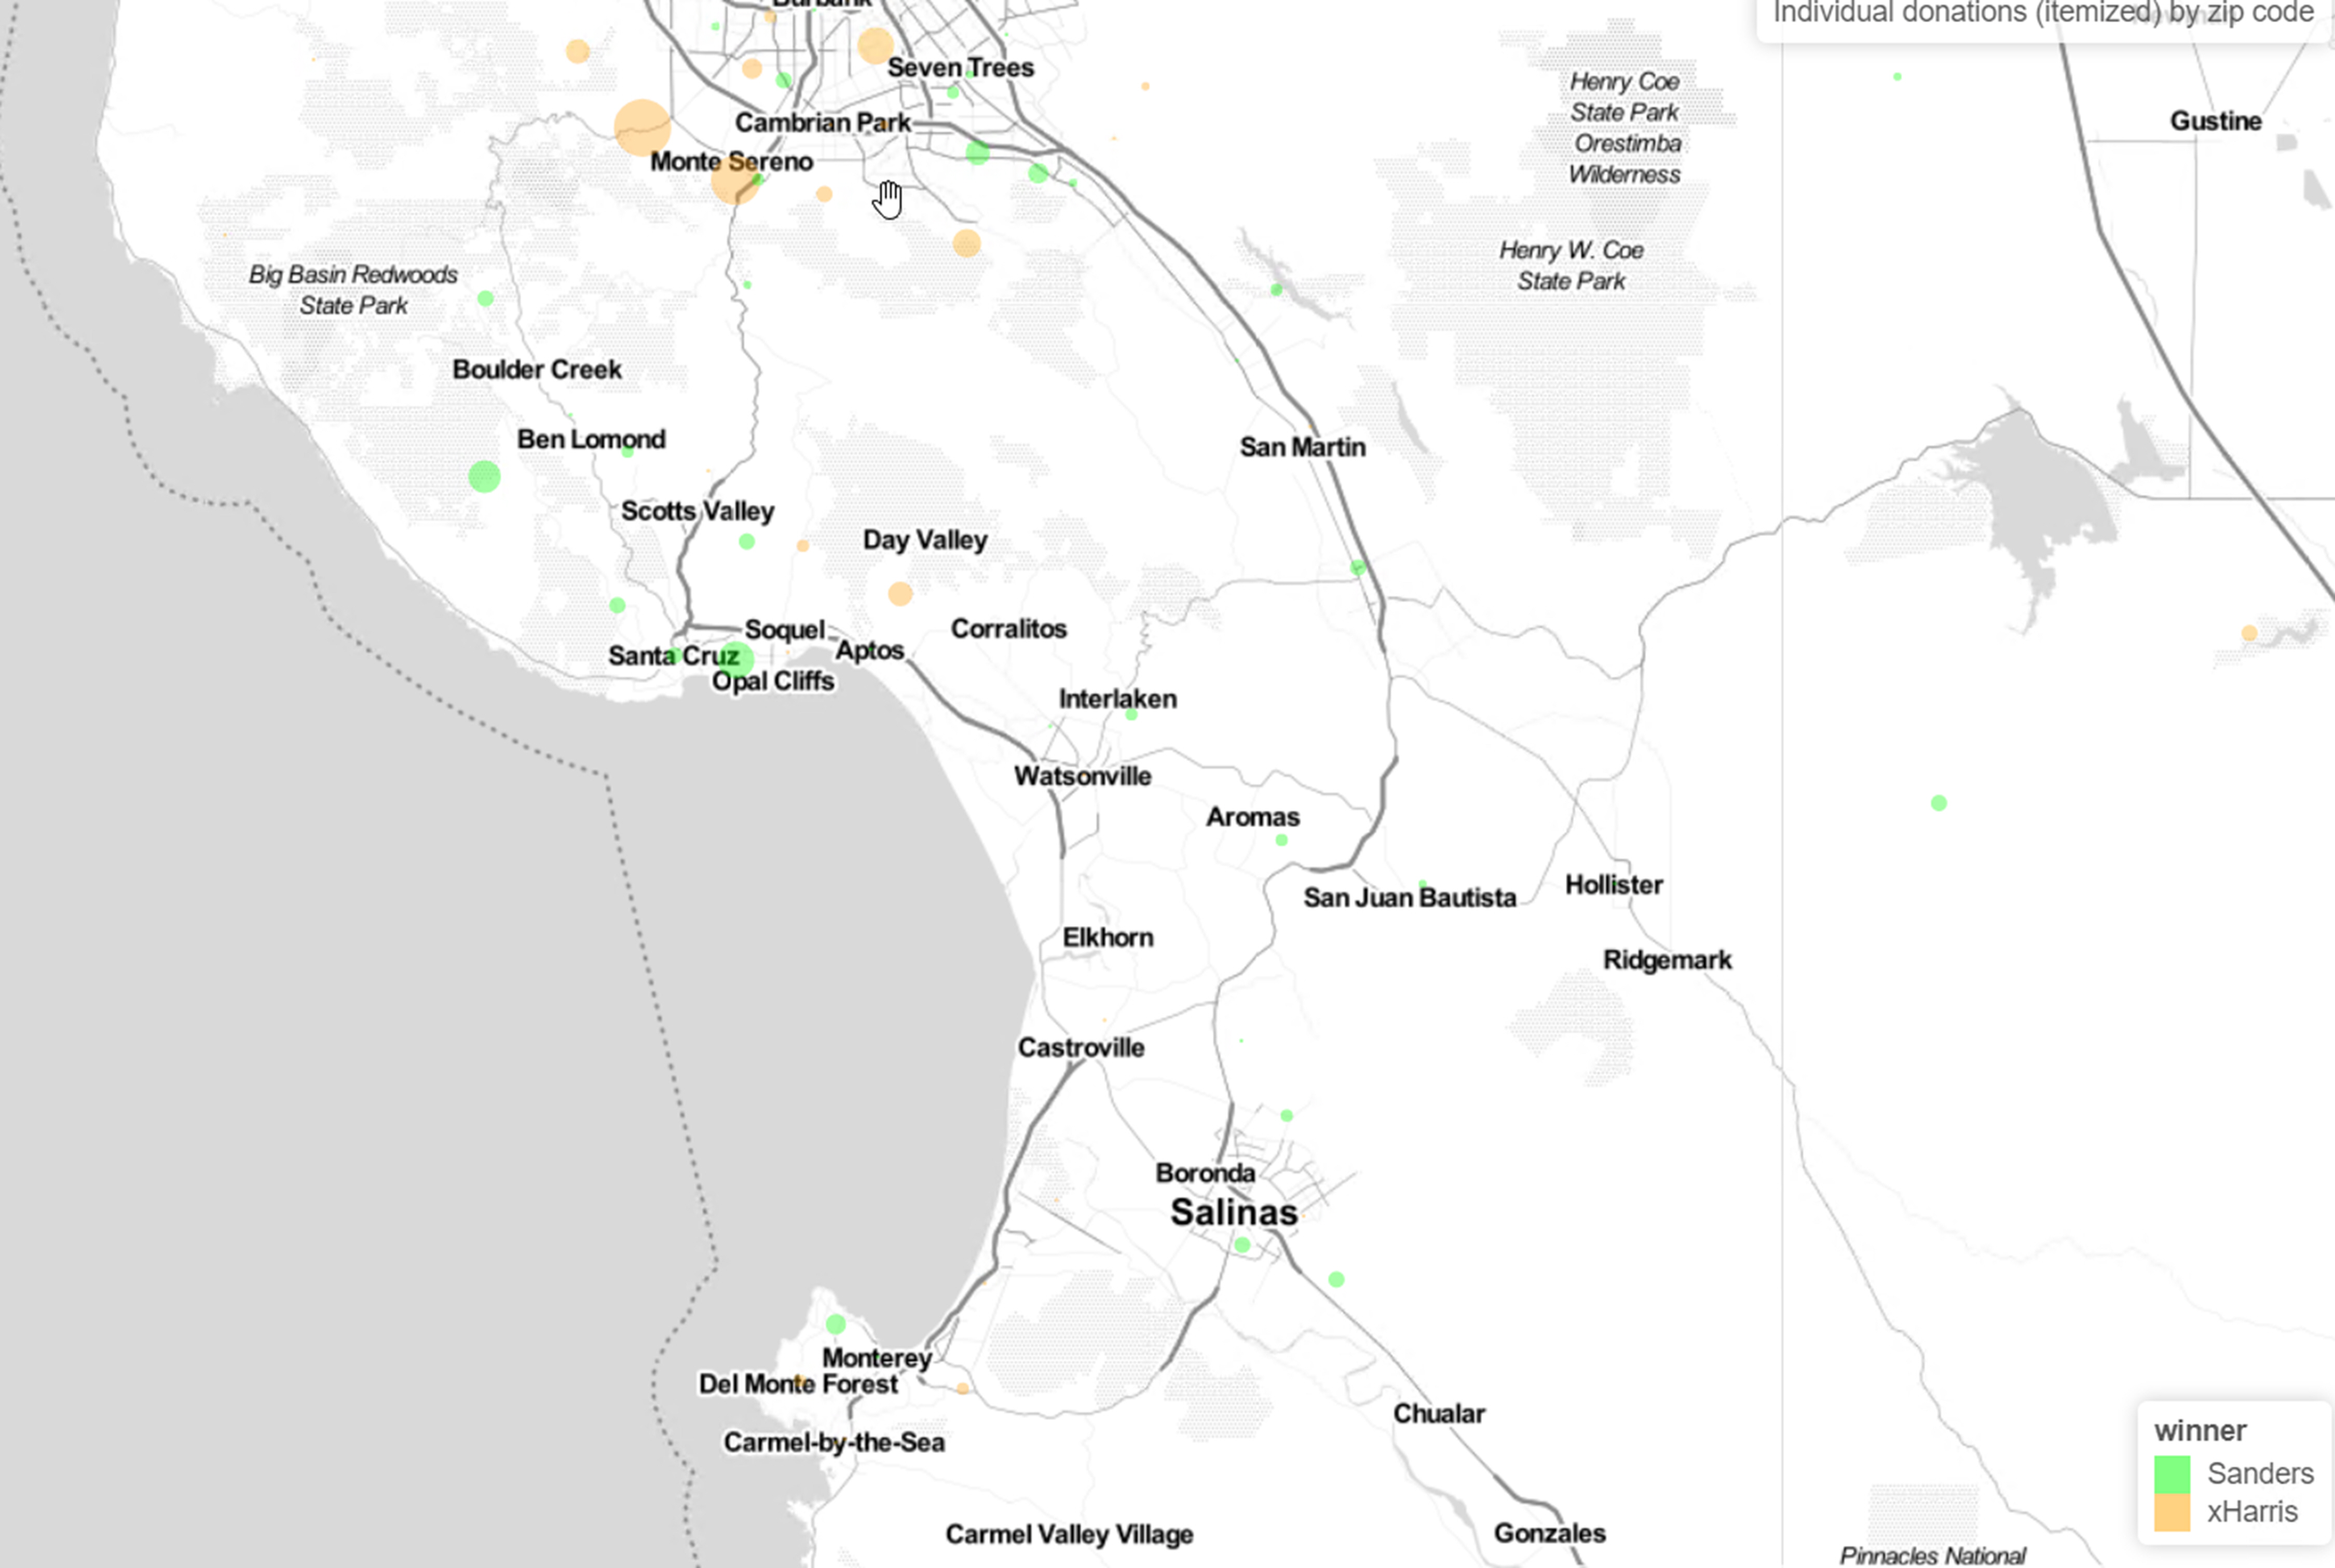 Burbank
Individual donations (itemized) by zip code
Seven Trees
Henry Coe
State Park
Orestimba
Wilderness
Gustine
Cambrian Park
Monte Sereno
Henry W. Coe
State Park
Big Basin Redwoods
State Park
Boulder Creek
Ben Lomond
San Martin
Scotts Valley
Day Valley
Soquel
Corralitos
Aptos
Santa Cruz
Opal Cliffs
Interlaken
Watsonville
Aromas
San Juan Bautista
Hollister
Elkhorn
Ridgemark
Castroville
Boronda
Salinas
Monterey
Del Monte Forest
Chualar
Carmel-by-the-Sea
winner
Sanders
xHarris
Carmel Valley Village
Gonzales
Pinnacles National